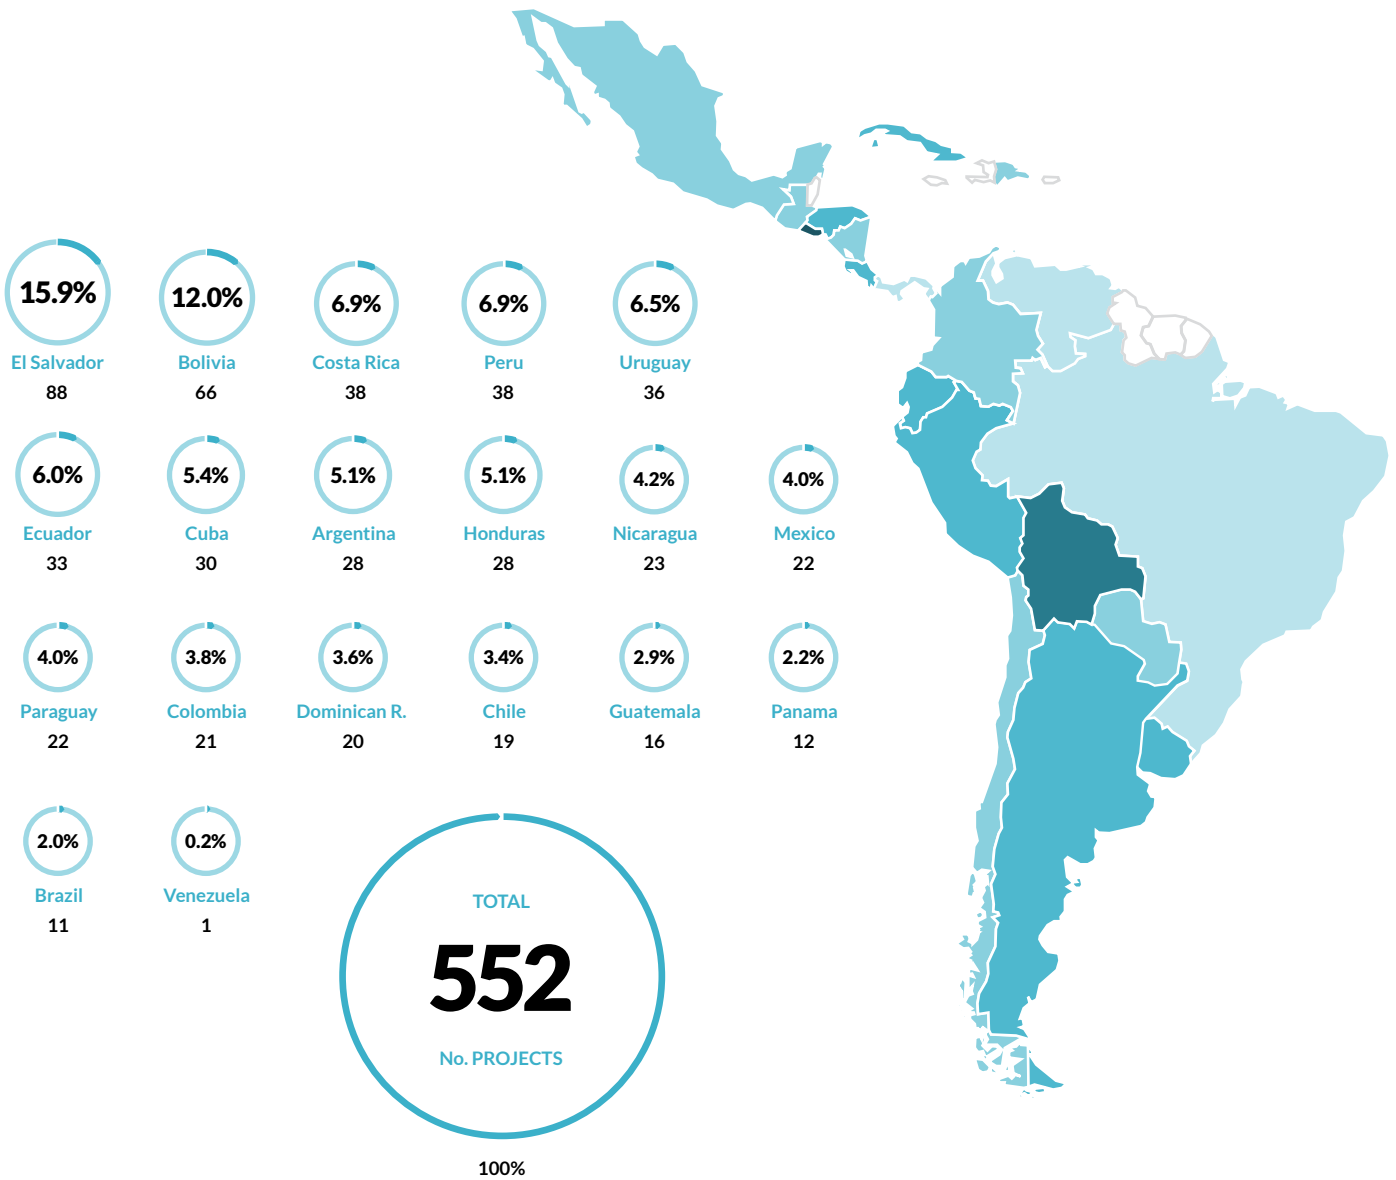 15.9% 12.0% 6.9% 6.9% 6.5%
El Salvador Bolivia Costa Rica Peru Uruguay
88 66 38 38 36
6.0% 5.4% 5.1% 5.1% 4.2% 4.0%
Ecuador Cuba Argentina Honduras Nicaragua Mexico
33 30 28 28 23 22
4.0% 3.8% 3.6% 3.4% 2.9% 2.2%
Paraguay Colombia Dominican R. Chile Guatemala Panama
22 21 20 19 16 12
2.0% 0.2%
Brazil Venezuela
11 1
TOTAL
552
No. PROJECTS
100%